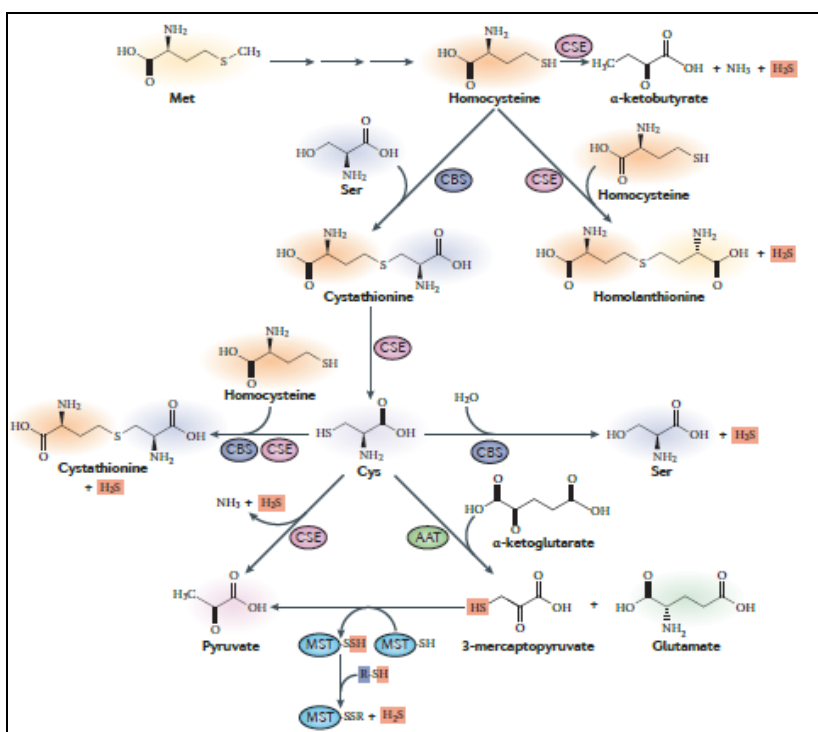 NH₂
HO
S
CH₃
O
Met
NH₂
HO
SH
O
Homocysteine
CSE
O
H₃C
OH
O
+ NH₃ + H₂S
α-ketobutyrate
O
HO
OH
NH₂
Ser
CBS
CSE
NH₂
HO
SH
O
Homocysteine
NH₂
O
HO
S
OH
O
NH₂
Cystathionine
NH₂
NH₂
HO
S
OH + H₂S
O
O
Homolanthionine
CSE
NH₂
HO
SH
O
Homocysteine
NH₂
O
HO
S
OH
O
NH₂
Cystathionine
+ H₂S
CBS CSE
O
HS
OH
NH₂
Cys
H₂O
CBS
O
HO
OH
NH₂
Ser
+ H₂S
NH₃ + H₂S
CSE
AAT
O
O
HO
OH
O
α-ketoglutarate
O
H₃C
OH
O
Pyruvate
O
HS
OH
O
3-mercaptopyruvate
+
O
O
HO
OH
NH₂
Glutamate
MST-SSH MST-SH
R-SH
MST-SSR + H₂S